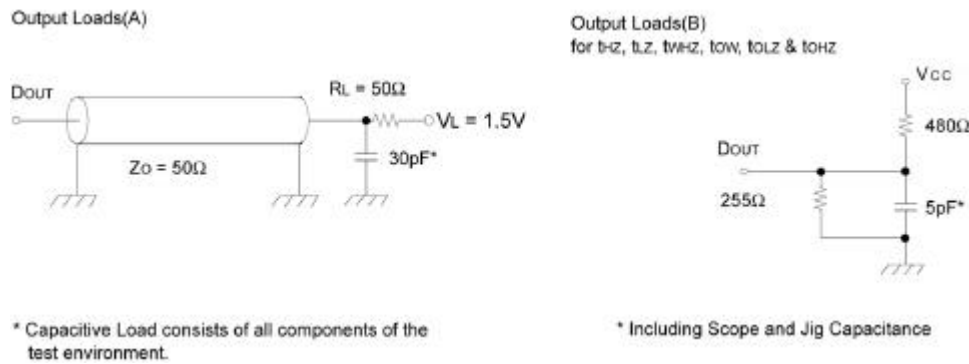 Output Loads(A)
DOUT
RL = 50Ω
VL = 1.5V
30pF*
ZO = 50Ω
* Capacitive Load consists of all components of the
test environment.
Output Loads(B)
for tHZ, tLZ, tWHZ, tOW, tOLZ & tOHZ
VCC
480Ω
DOUT
255Ω
5pF*
* Including Scope and Jig Capacitance